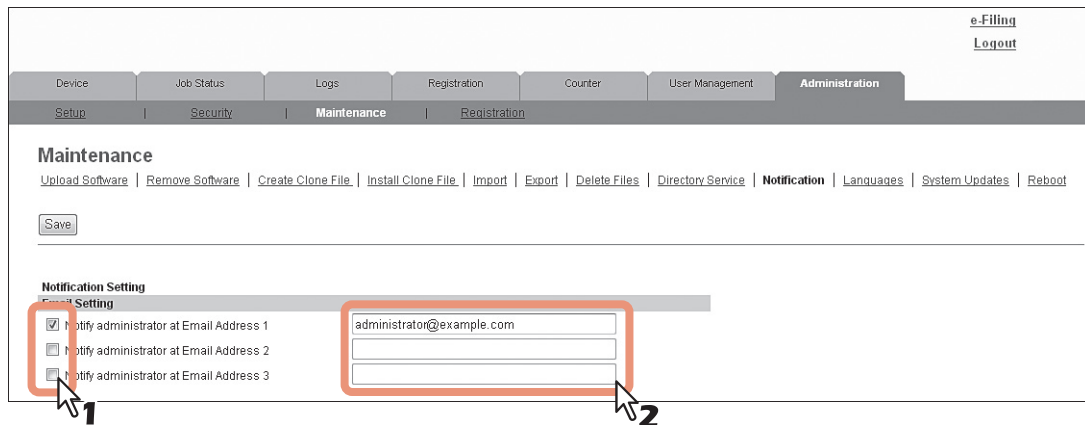 e-Filing
Logout
Device Job Status Logs Registration Counter User Management Administration
Setup | Security | Maintenance | Registration
Maintenance
Upload Software | Remove Software | Create Clone File | Install Clone File | Import | Export | Delete Files | Directory Service | Notification | Languages | System Updates | Reboot
Save
Notification Setting
Email Setting
Notify administrator at Email Address 1 administrator@example.com
Notify administrator at Email Address 2
Notify administrator at Email Address 3
1 2